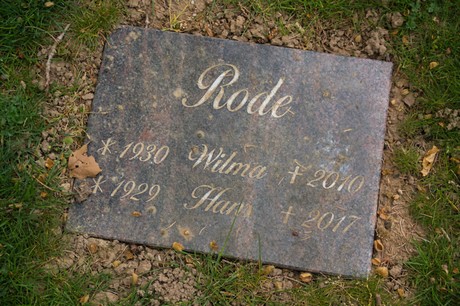 Rode
* 1930 Wilma † 2010
* 1929 Hans † 2017